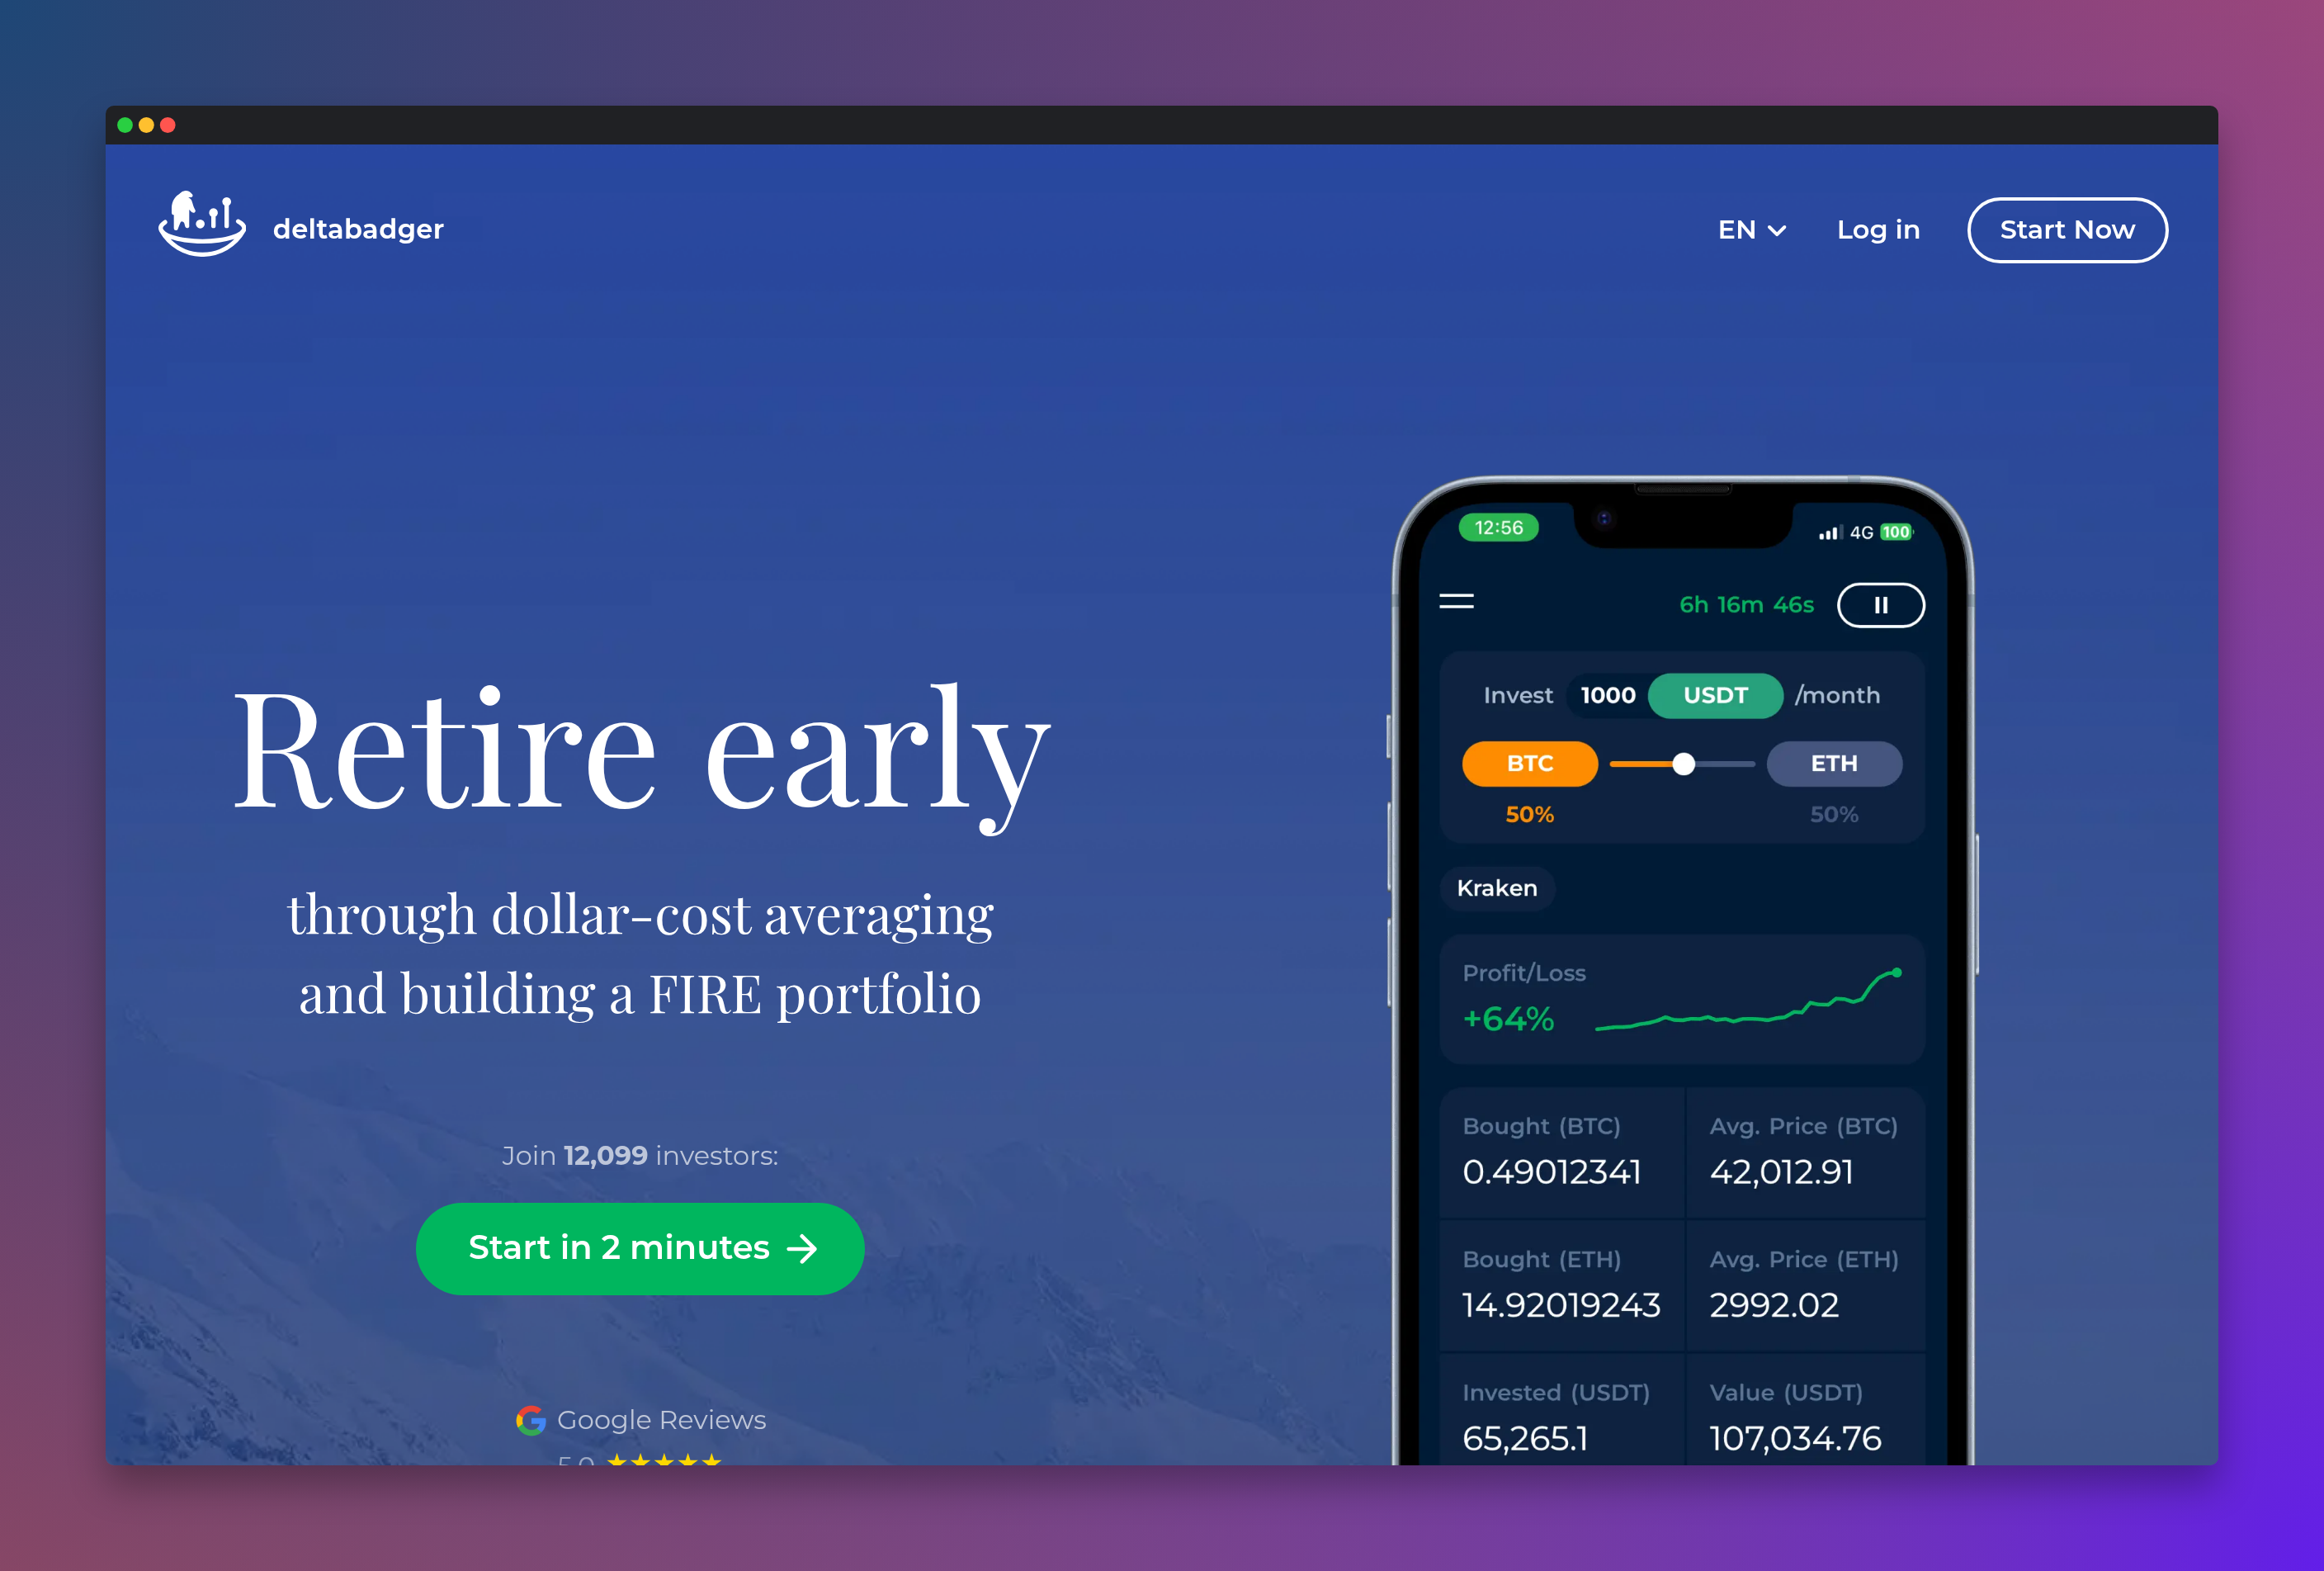 deltabadger
EN
Log in
Start Now
Retire early
through dollar-cost averaging
and building a FIRE portfolio
Join 12,099 investors:
Start in 2 minutes
Google Reviews
5.0
12:56
4G 100
6h 16m 46s
Invest 1000 USDT /month
BTC ETH
50% 50%
Kraken
Profit/Loss
+64%
Bought (BTC) Avg. Price (BTC)
0.49012341 42,012.91
Bought (ETH) Avg. Price (ETH)
14.92019243 2992.02
Invested (USDT) Value (USDT)
65,265.1 107,034.76